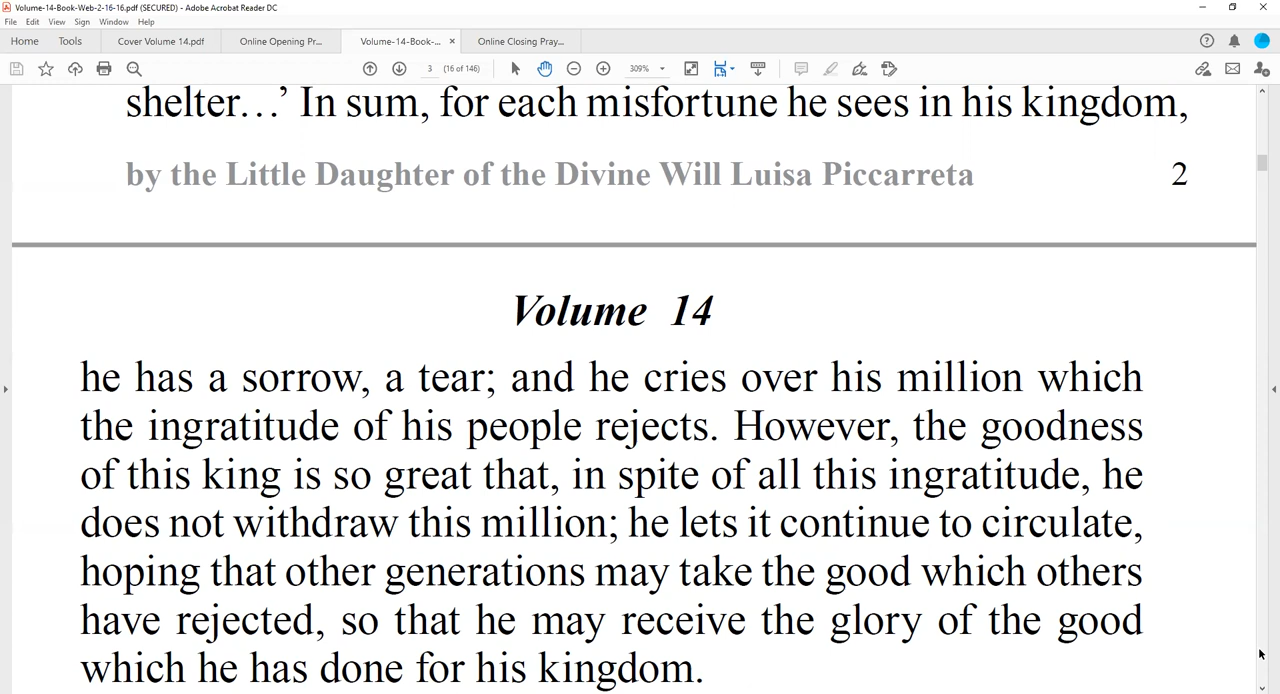 Volume-14-Book-Web-2-16-16.pdf (SECURED) - Adobe Acrobat Reader DC
File Edit View Sign Window Help
Home Tools Cover Volume 14.pdf Online Opening Pr... Volume-14-Book-... × Online Closing Pray...
3 (16 of 146) 309%
shelter…’ In sum, for each misfortune he sees in his kingdom,
by the Little Daughter of the Divine Will Luisa Piccarreta 2
Volume 14
he has a sorrow, a tear; and he cries over his million which
the ingratitude of his people rejects. However, the goodness
of this king is so great that, in spite of all this ingratitude, he
does not withdraw this million; he lets it continue to circulate,
hoping that other generations may take the good which others
have rejected, so that he may receive the glory of the good
which he has done for his kingdom.